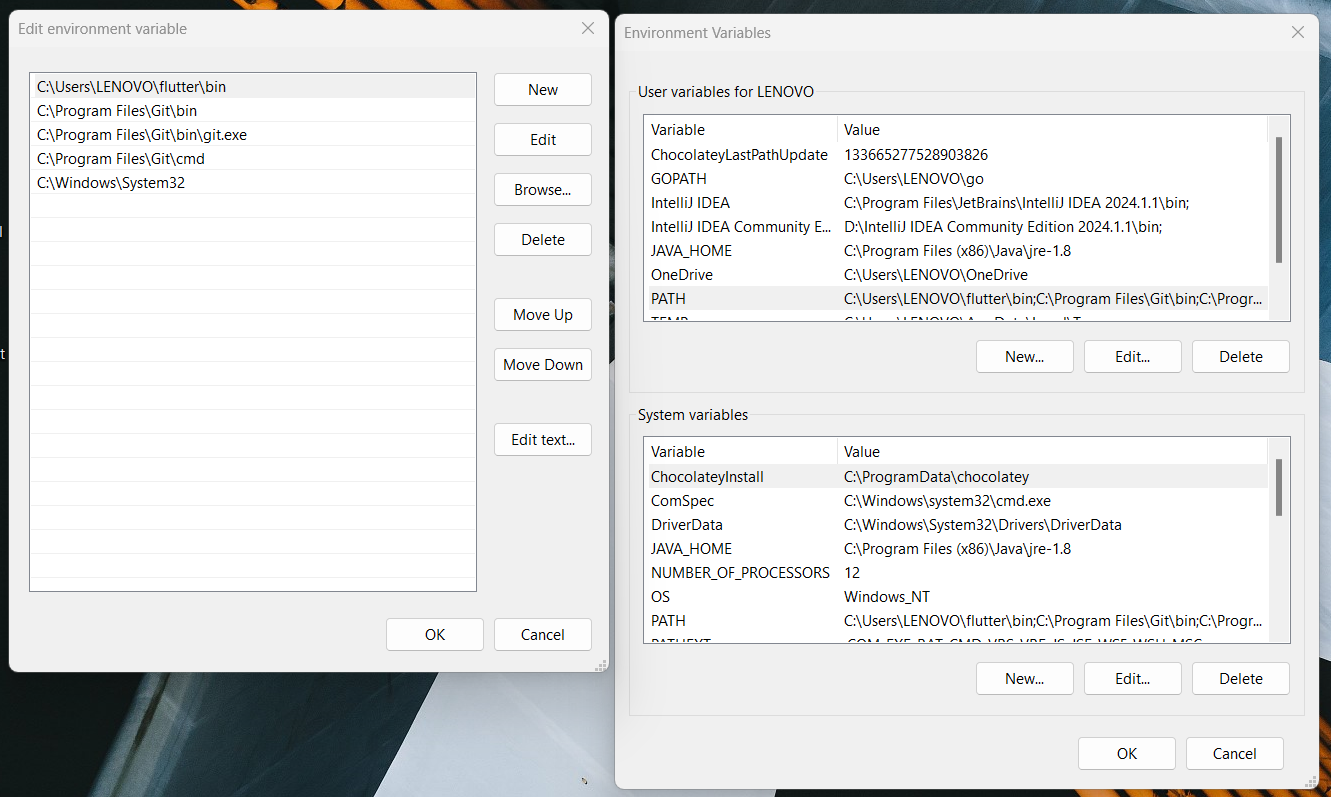 Edit environment variable
C:\Users\LENOVO\flutter\bin
C:\Program Files\Git\bin
C:\Program Files\Git\bin\git.exe
C:\Program Files\Git\cmd
C:\Windows\System32
New
Edit
Browse...
Delete
Move Up
Move Down
Edit text...
OK Cancel
t
Environment Variables
User variables for LENOVO
Variable Value
ChocolateyLastPathUpdate 133665277528903826
GOPATH C:\Users\LENOVO\go
IntelliJ IDEA C:\Program Files\JetBrains\IntelliJ IDEA 2024.1.1\bin;
IntelliJ IDEA Community E... D:\IntelliJ IDEA Community Edition 2024.1.1\bin;
JAVA_HOME C:\Program Files (x86)\Java\jre-1.8
OneDrive C:\Users\LENOVO\OneDrive
PATH C:\Users\LENOVO\flutter\bin;C:\Program Files\Git\bin;C:\Progr...
New... Edit... Delete
System variables
Variable Value
ChocolateyInstall C:\ProgramData\chocolatey
ComSpec C:\Windows\system32\cmd.exe
DriverData C:\Windows\System32\Drivers\DriverData
JAVA_HOME C:\Program Files (x86)\Java\jre-1.8
NUMBER_OF_PROCESSORS 12
OS Windows_NT
PATH C:\Users\LENOVO\flutter\bin;C:\Program Files\Git\bin;C:\Progr...
New... Edit... Delete
OK Cancel